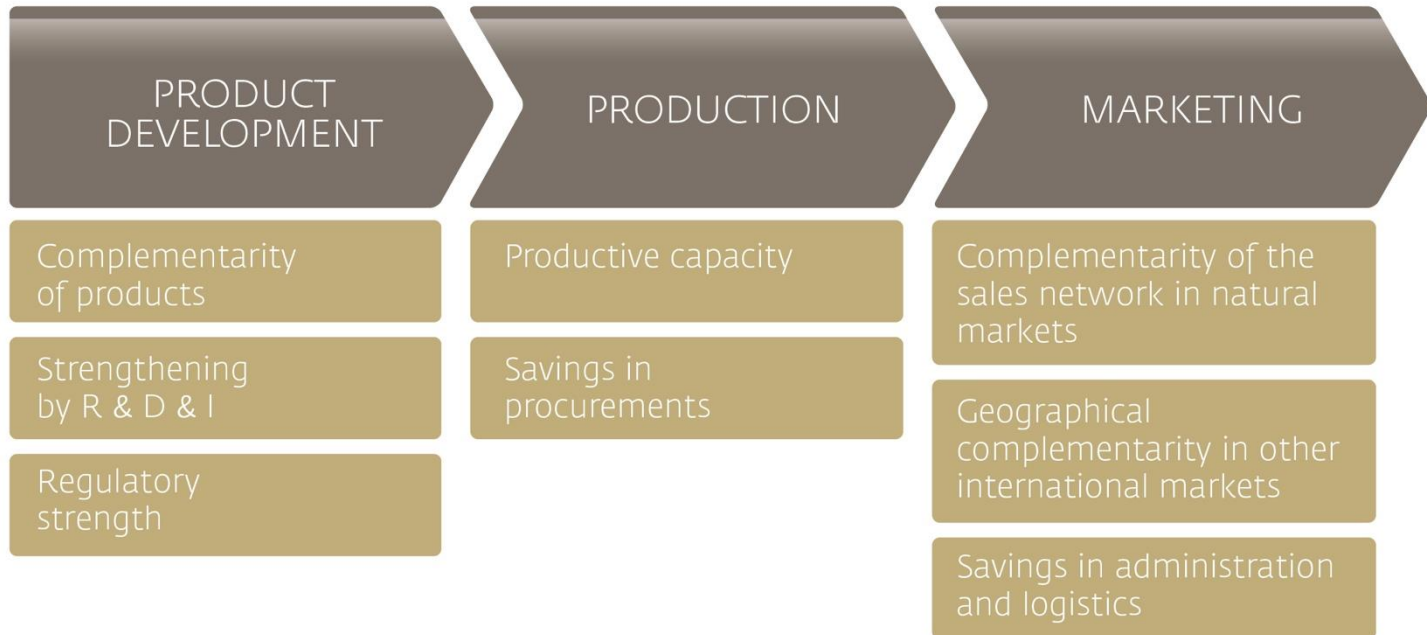 PRODUCT
DEVELOPMENT
Complementarity
of products
Strengthening
by R & D & I
Regulatory
strength
PRODUCTION
Productive capacity
Savings in
procurements
MARKETING
Complementarity of the
sales network in natural
markets
Geographical
complementarity in other
international markets
Savings in administration
and logistics